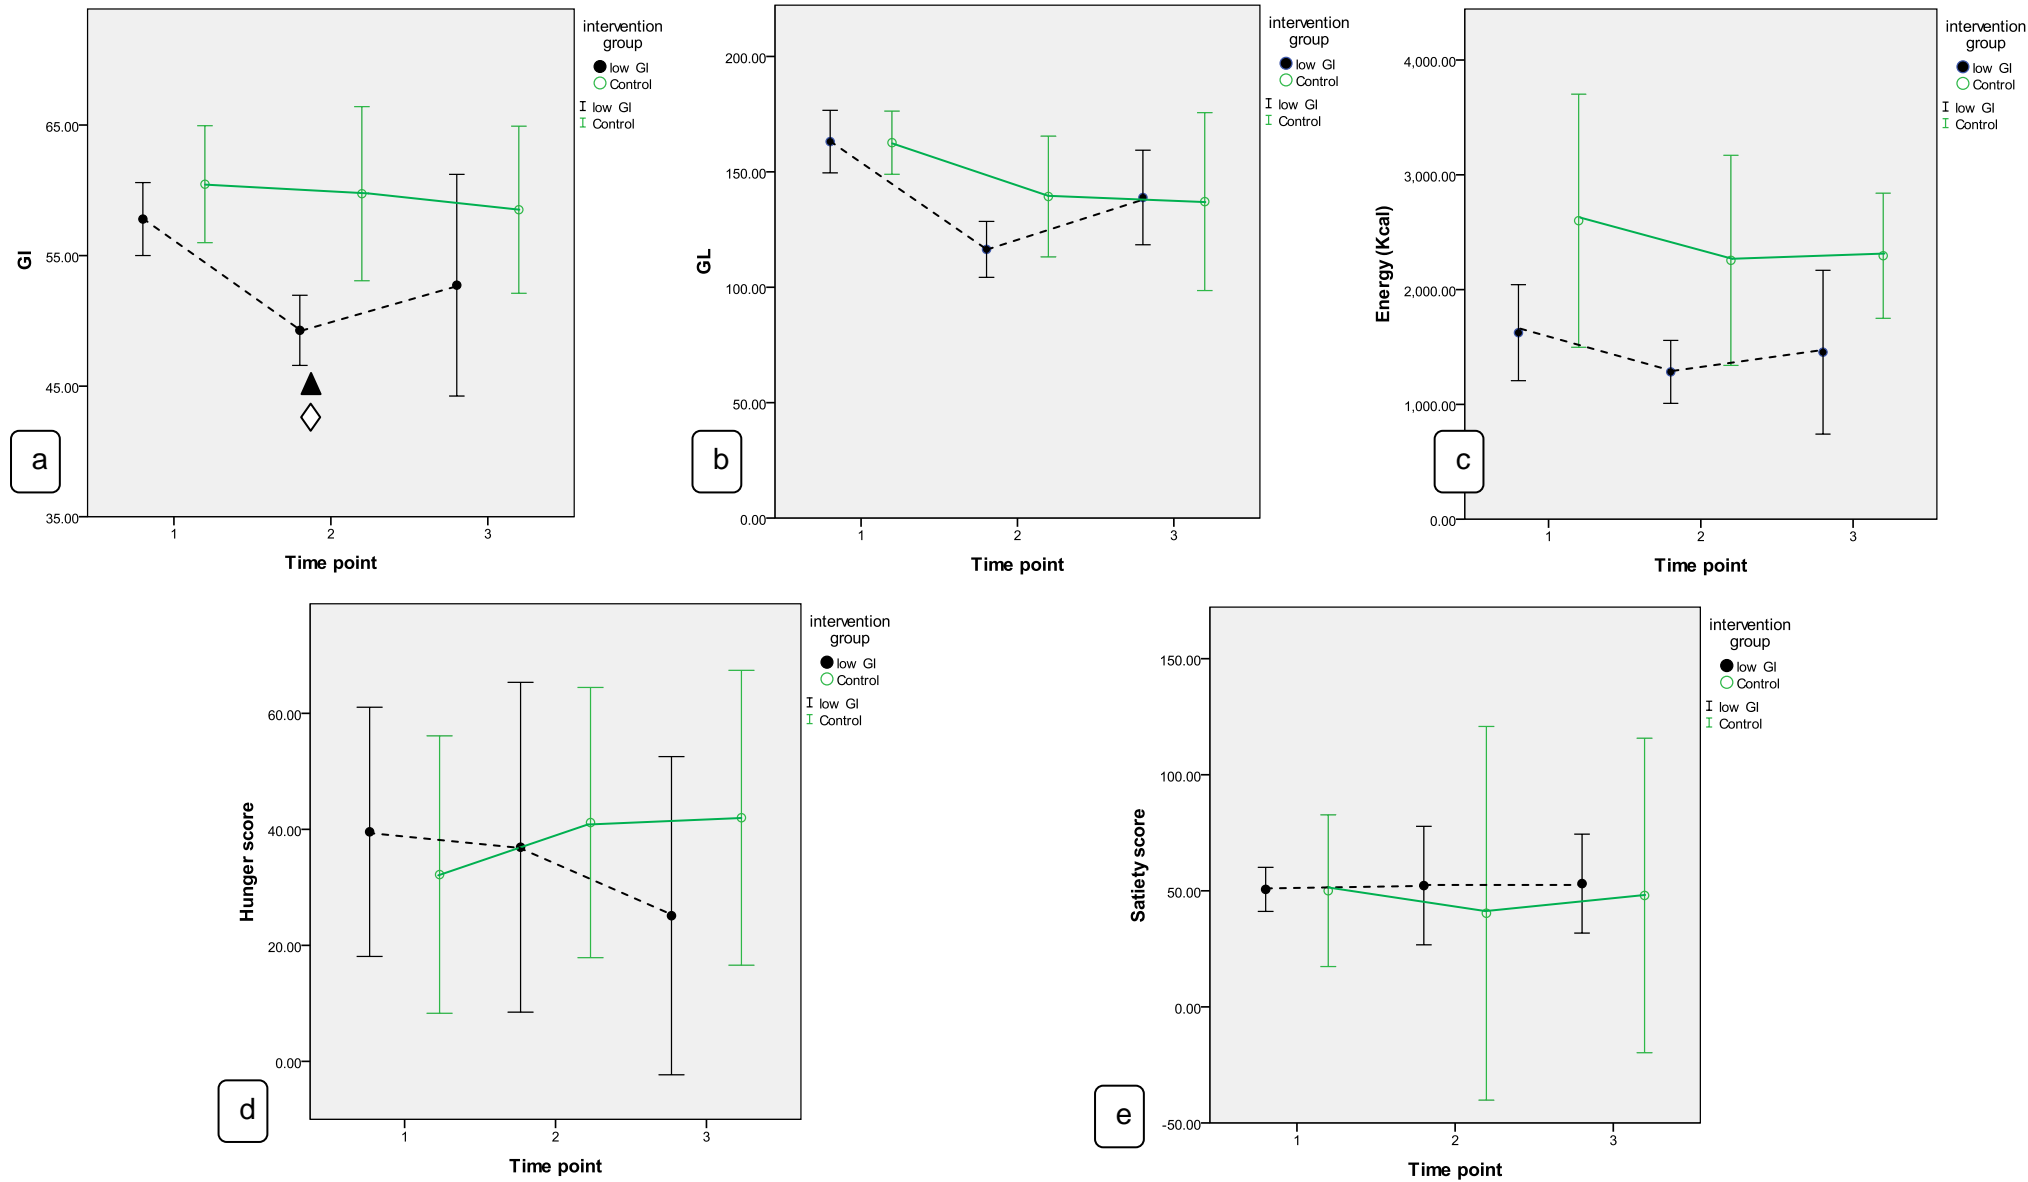 intervention
group
low GI
Control
low GI
Control
65.00
55.00
45.00
35.00
GI
1 2 3
Time point
a
intervention
group
low GI
Control
low GI
Control
200.00
150.00
100.00
50.00
0.00
GL
1 2 3
Time point
b
intervention
group
low GI
Control
low GI
Control
4,000.00
3,000.00
2,000.00
1,000.00
0.00
Energy (Kcal)
1 2 3
Time point
c
intervention
group
low GI
Control
low GI
Control
60.00
40.00
20.00
0.00
Hunger score
1 2 3
Time point
d
intervention
group
low GI
Control
low GI
Control
150.00
100.00
50.00
0.00
-50.00
Satiety score
1 2 3
Time point
e